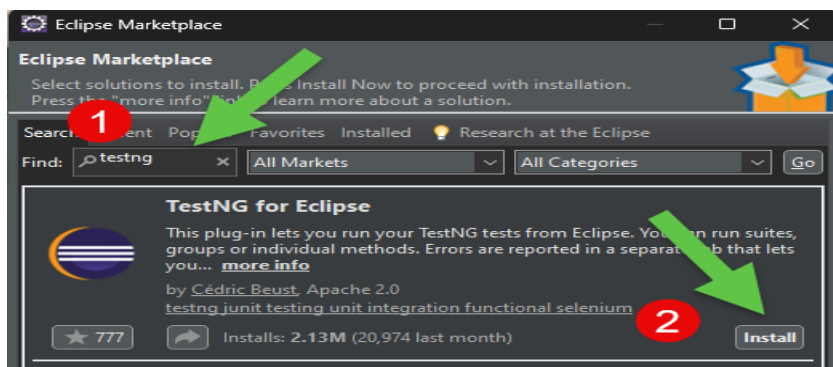 Eclipse Marketplace
Eclipse Marketplace
Select solutions to install. Install Now to proceed with installation.
Press the "more info" learn more about a solution.
1
Search Favorites Installed Research at the Eclipse
Find: testng × All Markets All Categories Go
TestNG for Eclipse
This plug-in lets you run your TestNG tests from Eclipse. You run suites,
groups or individual methods. Errors are reported in a separate that lets
you... more info
by Cédric Beust, Apache 2.0
testng junit testing unit integration functional selenium
2
777 Installs: 2.13M (20,974 last month) Install